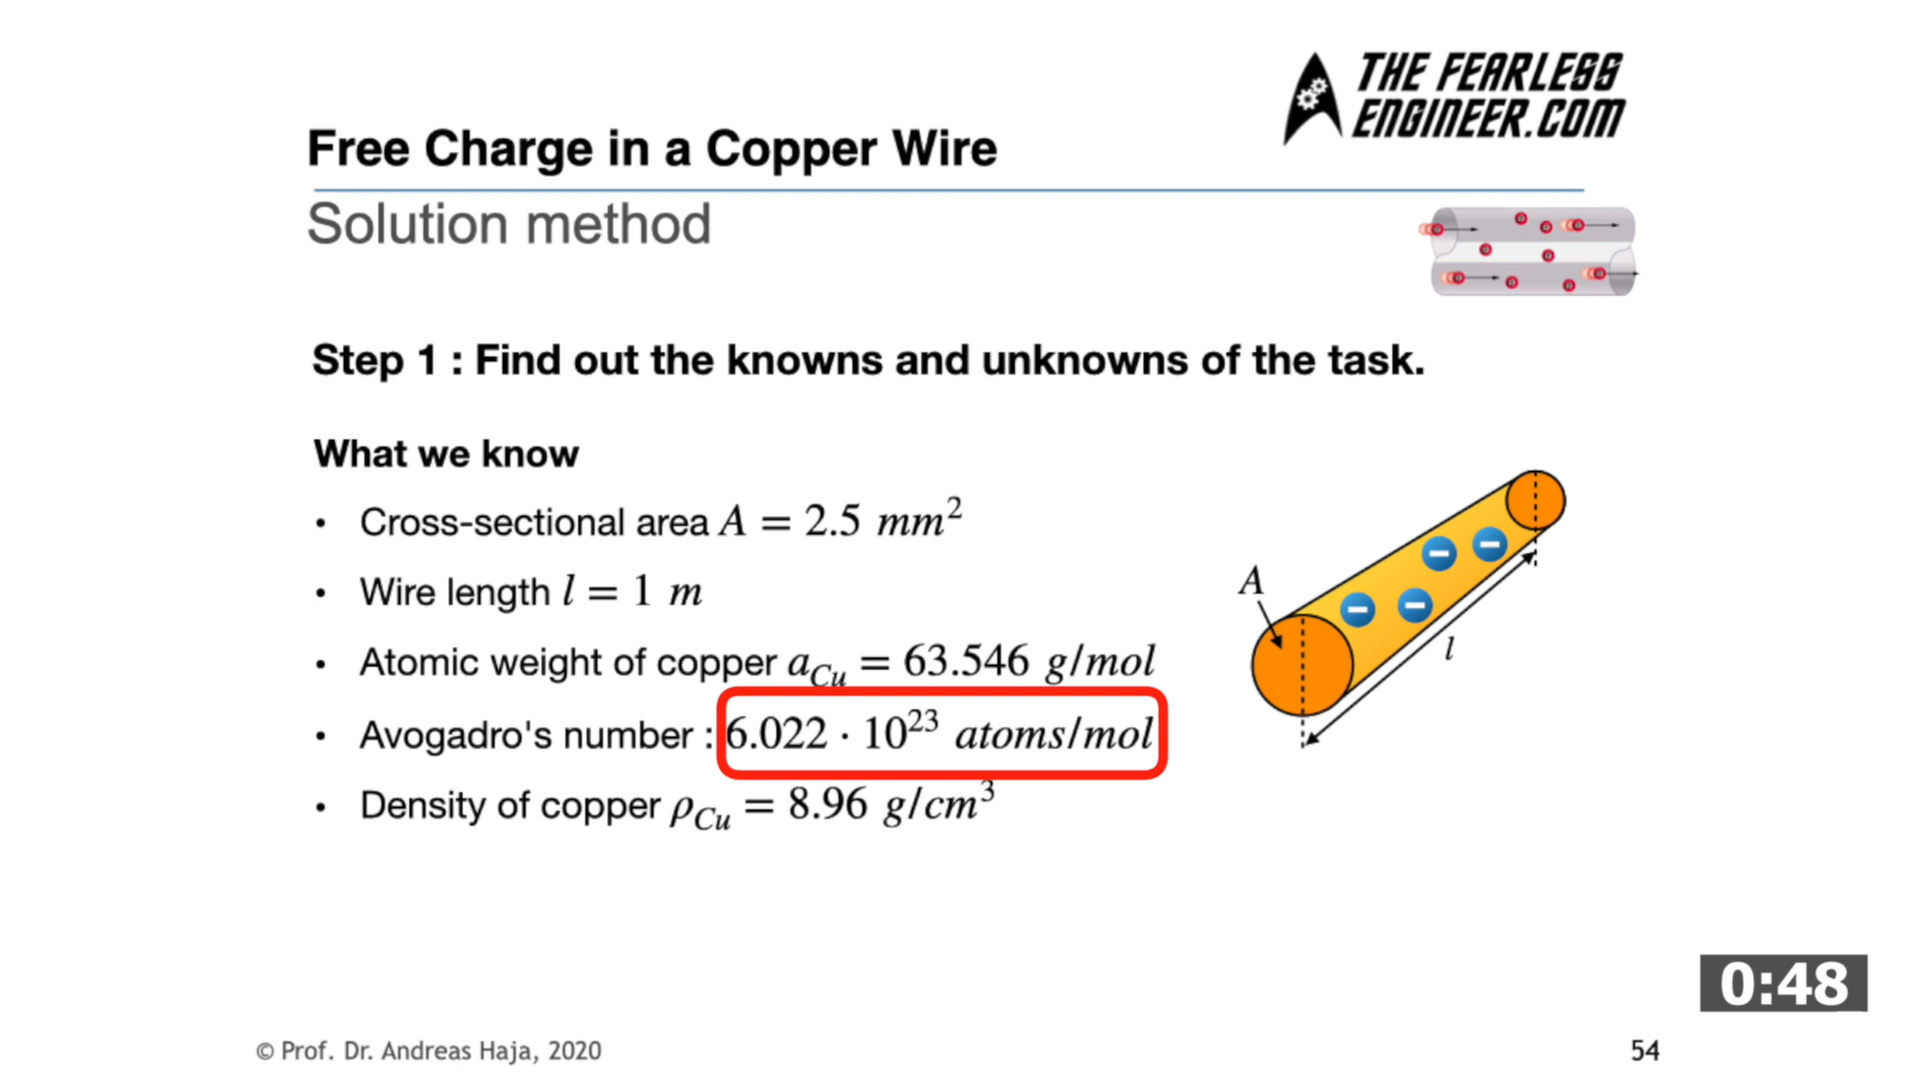 THE FEARLESS
ENGINEER.COM
Free Charge in a Copper Wire
Solution method
Step 1 : Find out the knowns and unknowns of the task.
What we know
• Cross-sectional area A = 2.5 mm²
• Wire length l = 1 m
• Atomic weight of copper a_Cu = 63.546 g/mol
• Avogadro's number : 6.022 · 10²³ atoms/mol
• Density of copper ρ_Cu = 8.96 g/cm³
A
l
0:48
© Prof. Dr. Andreas Haja, 2020
54